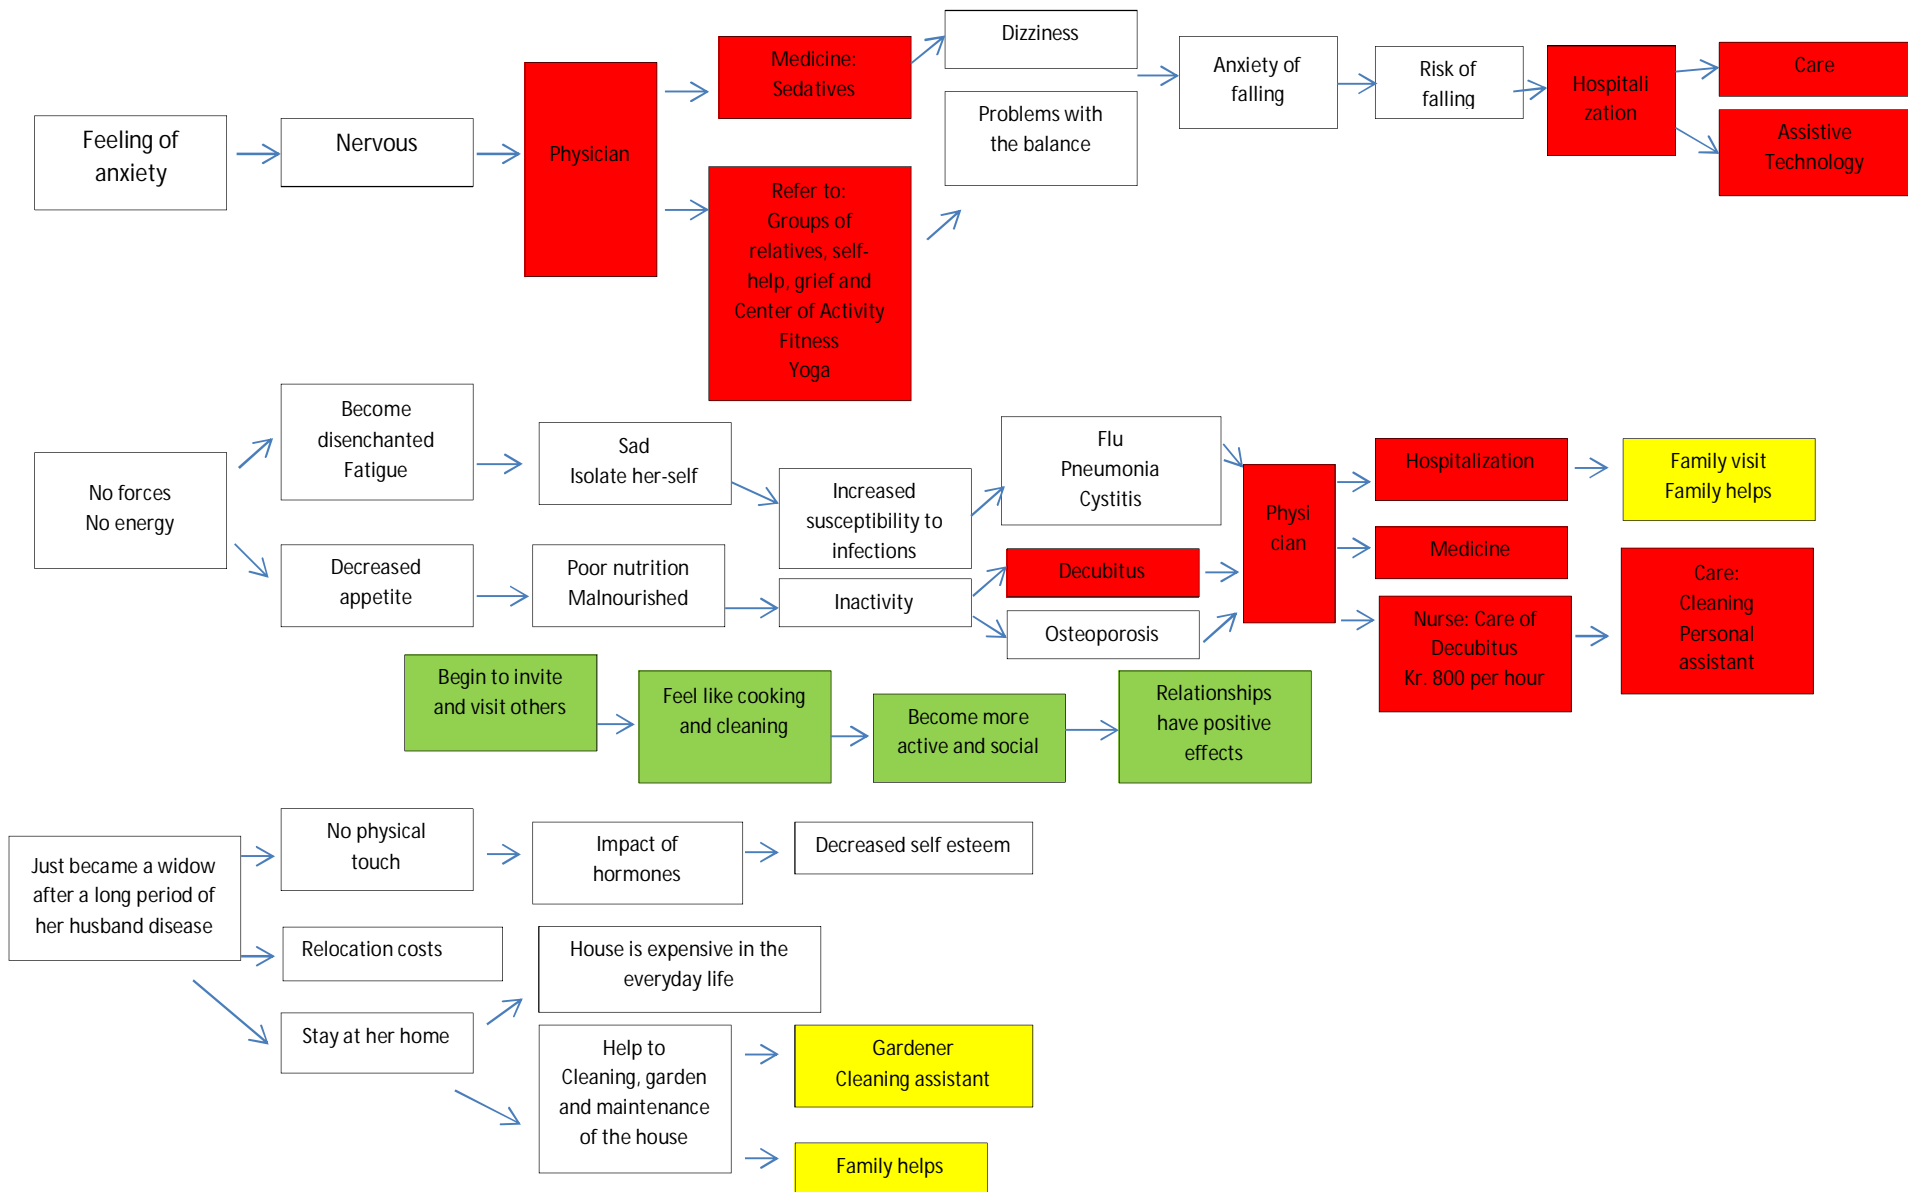 Feeling of
anxiety
Nervous
Physician
Medicine:
Sedatives
Refer to:
Groups of
relatives, self-
help, grief and
Center of Activity
Fitness
Yoga
Dizziness
Problems with
the balance
Anxiety of
falling
Risk of
falling
Hospitali
zation
Care
Assistive
Technology
No forces
No energy
Become
disenchanted
Fatigue
Decreased
appetite
Sad
Isolate her-self
Poor nutrition
Malnourished
Increased
susceptibility to
infections
Inactivity
Flu
Pneumonia
Cystitis
Decubitus
Osteoporosis
Physi
cian
Hospitalization
Medicine
Nurse: Care of
Decubitus
Kr. 800 per hour
Family visit
Family helps
Care:
Cleaning
Personal
assistant
Begin to invite
and visit others
Feel like cooking
and cleaning
Become more
active and social
Relationships
have positive
effects
Just became a widow
after a long period of
her husband disease
No physical
touch
Impact of
hormones
Decreased self esteem
Relocation costs
Stay at her home
House is expensive in the
everyday life
Help to
Cleaning, garden
and maintenance
of the house
Gardener
Cleaning assistant
Family helps